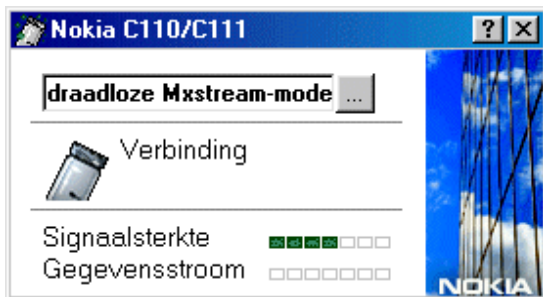 Nokia C110/C111
draadloze Mxstream-mode
...
Verbinding
Signaalsterkte
Gegevensstroom
NOKIA